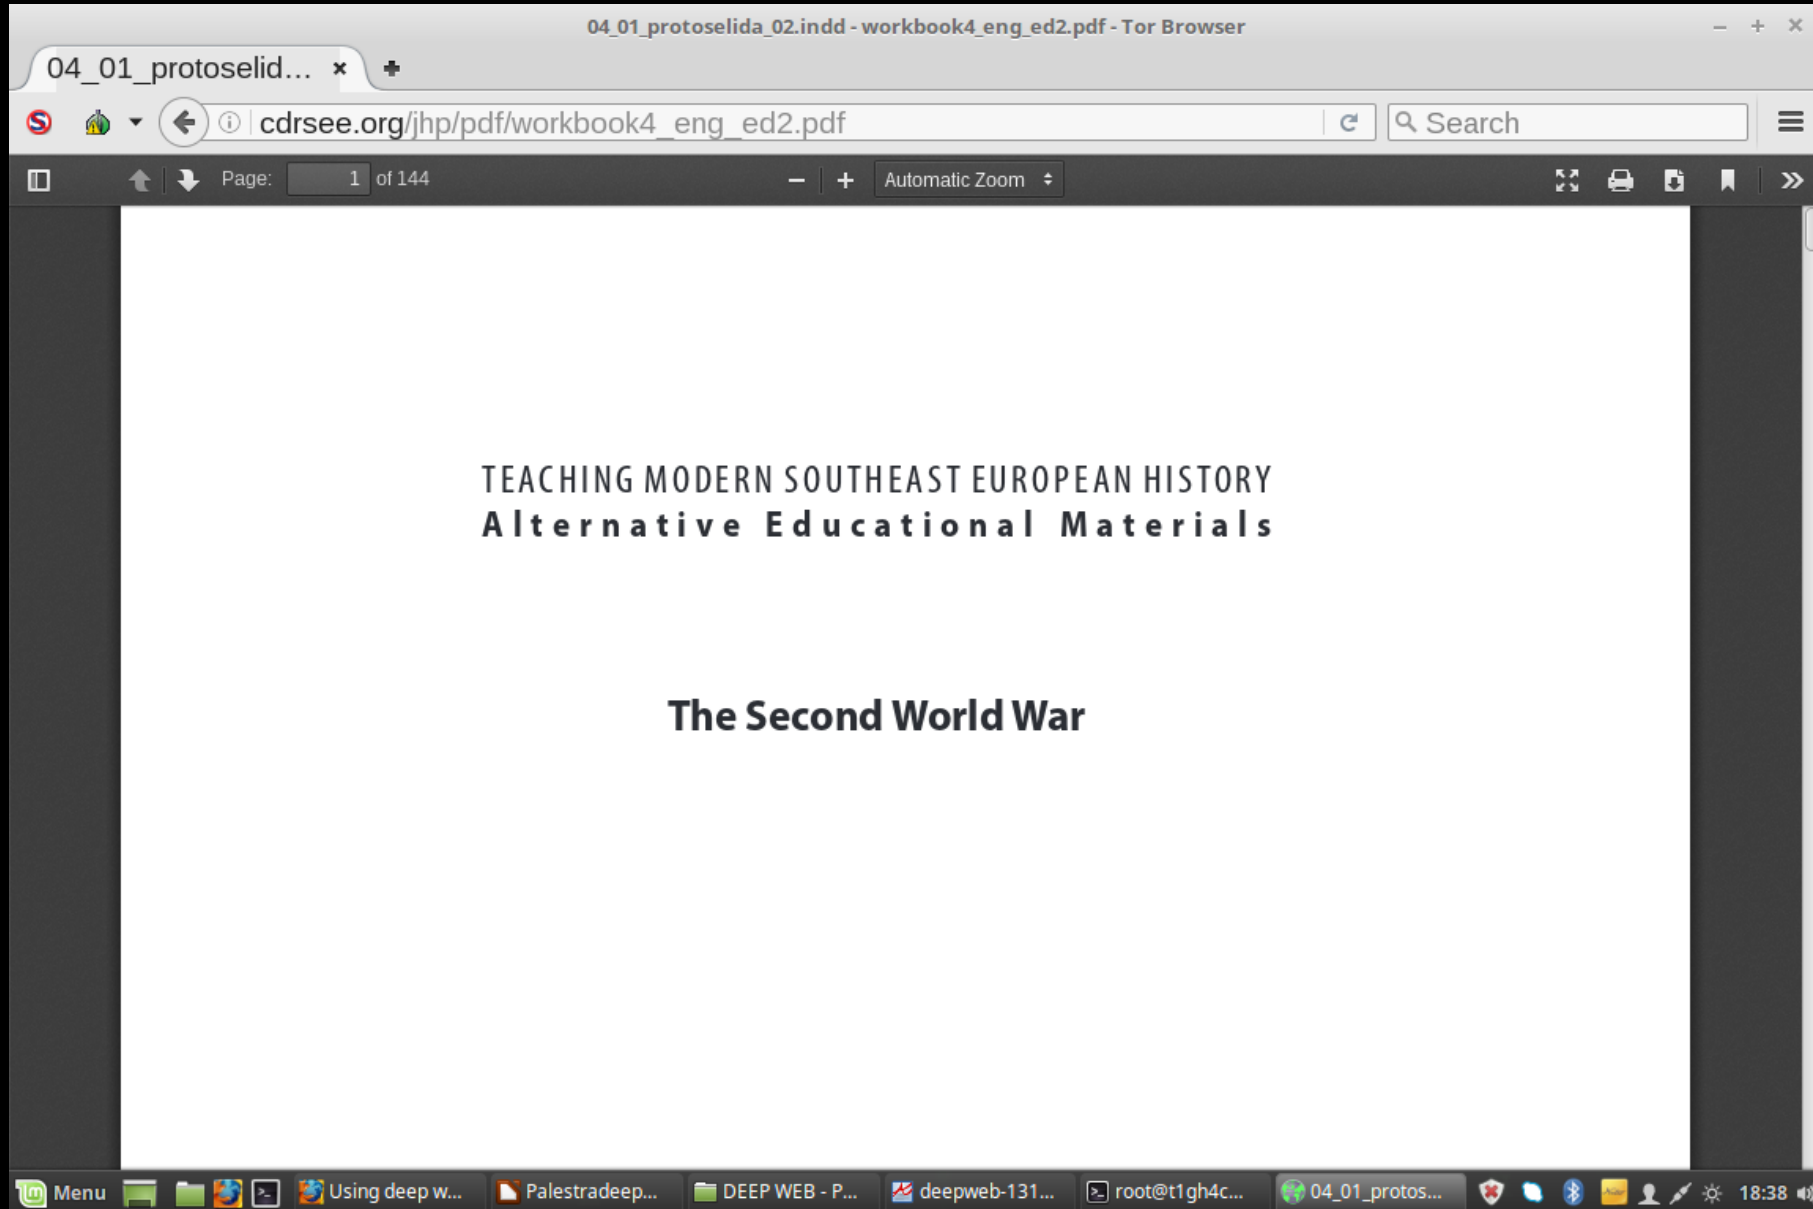 04_01_protoselida_02.indd - workbook4_eng_ed2.pdf - Tor Browser
04_01_protoselid...
cdrsee.org/jhp/pdf/workbook4_eng_ed2.pdf
Search
Page: 1 of 144
Automatic Zoom
TEACHING MODERN SOUTHEAST EUROPEAN HISTORY
Alternative Educational Materials
The Second World War
Menu
Using deep w...
Palestradeep...
DEEP WEB - P...
deepweb-131...
root@t1gh4c...
04_01_protos...
18:38